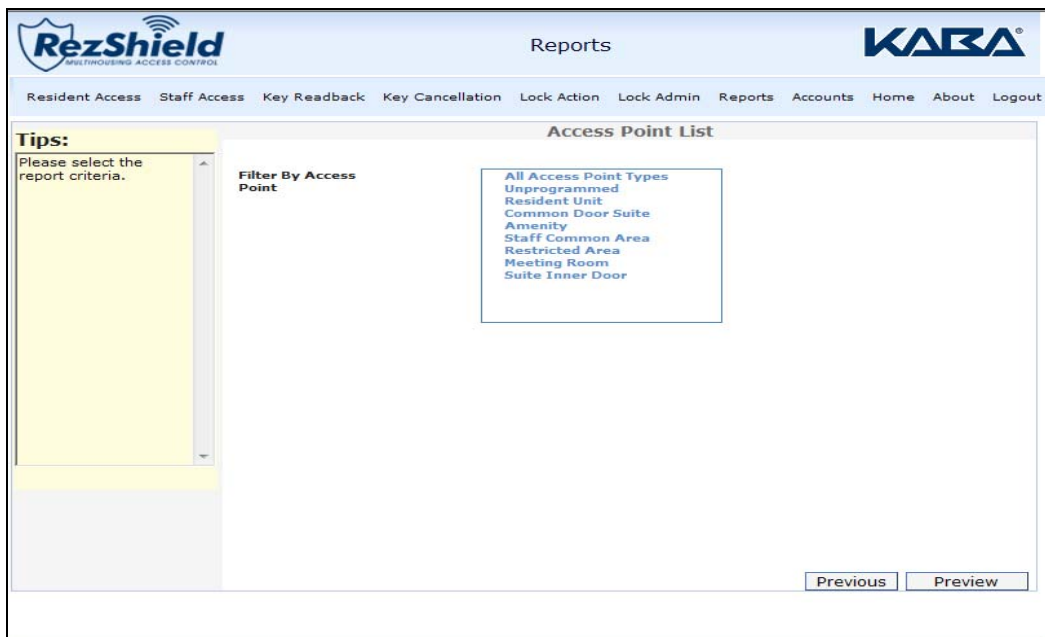 RezShield
MULTIHOUSING ACCESS CONTROL
Reports
KABA®
Resident Access Staff Access Key Readback Key Cancellation Lock Action Lock Admin Reports Accounts Home About Logout
Tips:
Please select the
report criteria.
Access Point List
Filter By Access
Point
All Access Point Types
Unprogrammed
Resident Unit
Common Door Suite
Amenity
Staff Common Area
Restricted Area
Meeting Room
Suite Inner Door
Previous Preview